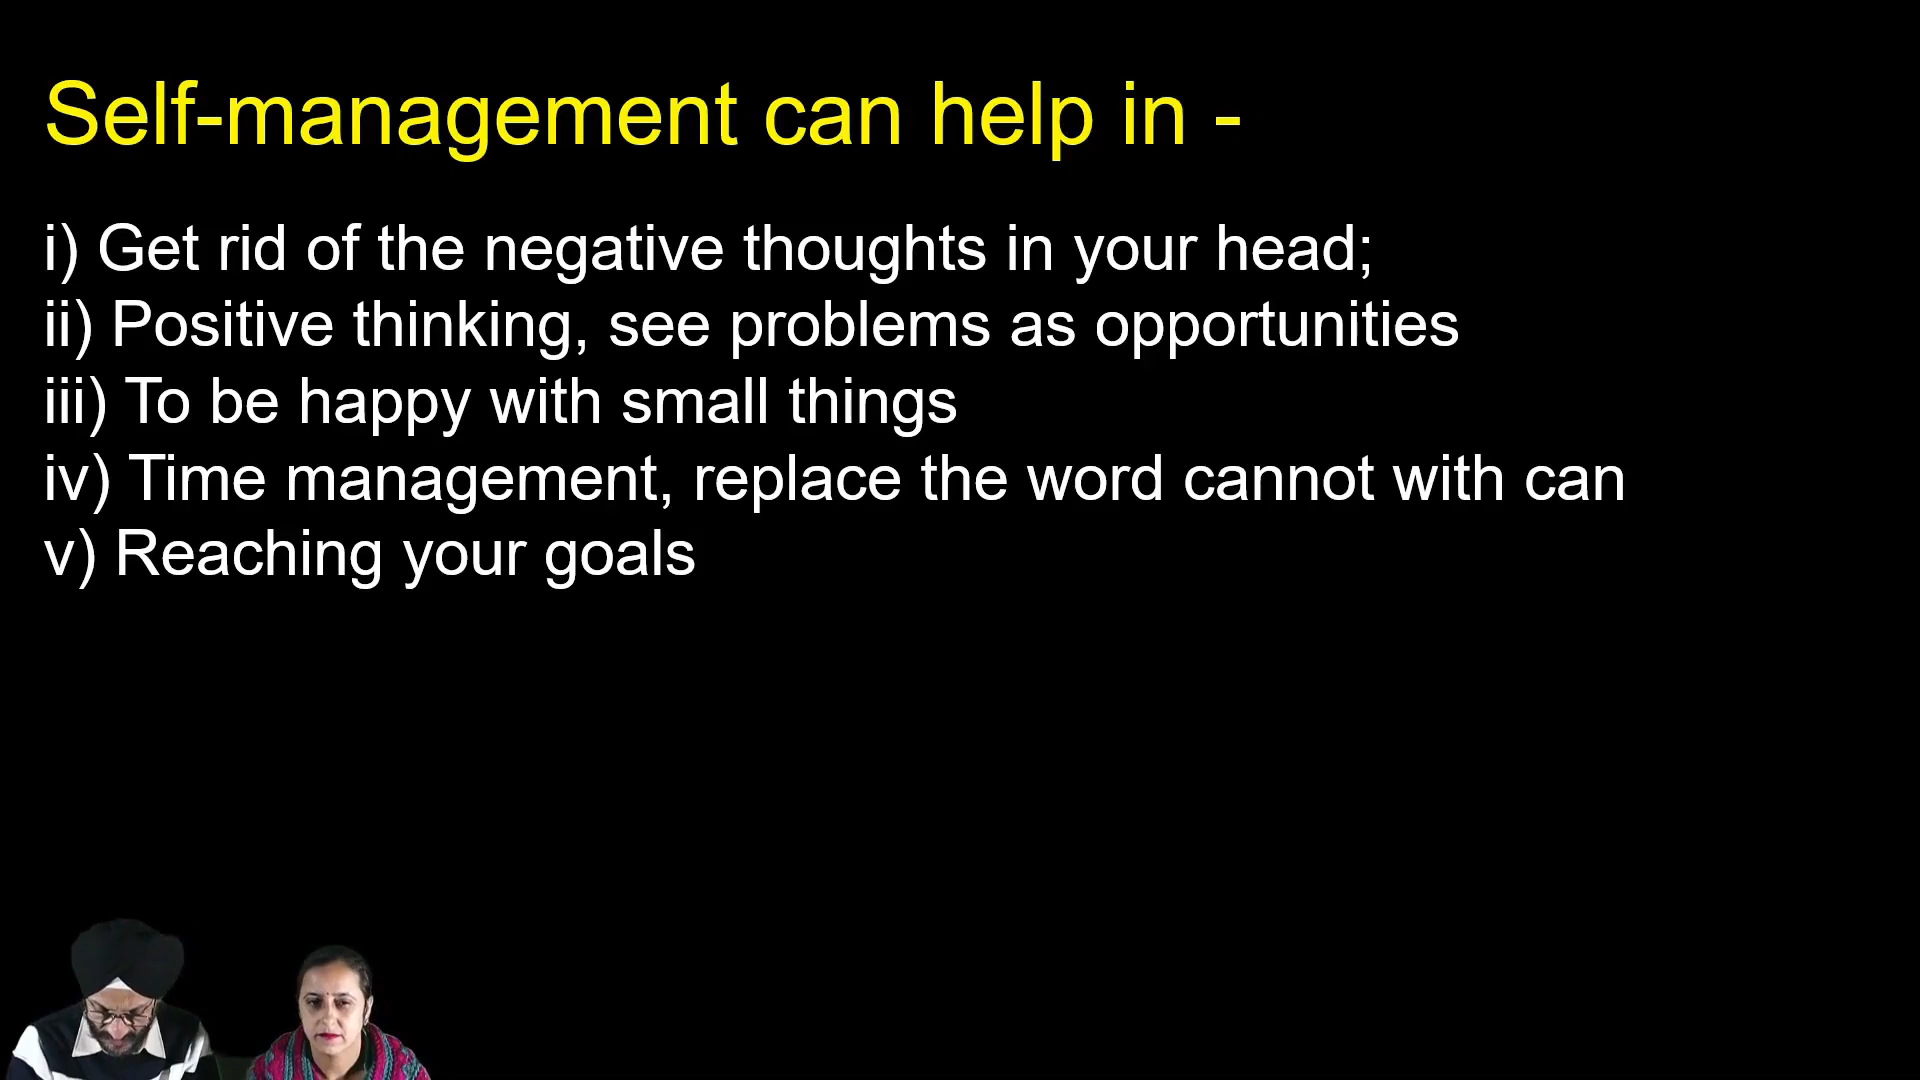 Self-management can help in -
i) Get rid of the negative thoughts in your head;
ii) Positive thinking, see problems as opportunities
iii) To be happy with small things
iv) Time management, replace the word cannot with can
v) Reaching your goals